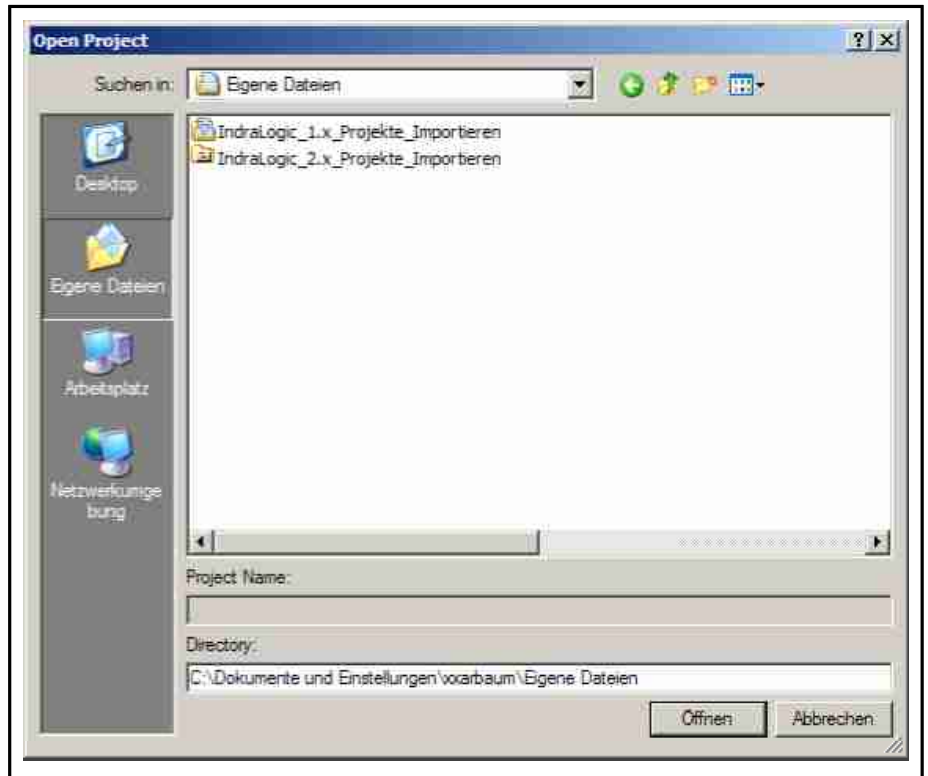 Open Project
Suchen in:
Eigene Dateien
IndraLogic_1.x_Projekte_Importieren
IndraLogic_2.x_Projekte_Importieren
Desktop
Eigene Dateien
Arbeitsplatz
Netzwerkumge
bung
Project Name:
Directory:
C:\Dokumente und Einstellungen\xxarbaum\Eigene Dateien
Öffnen
Abbrechen